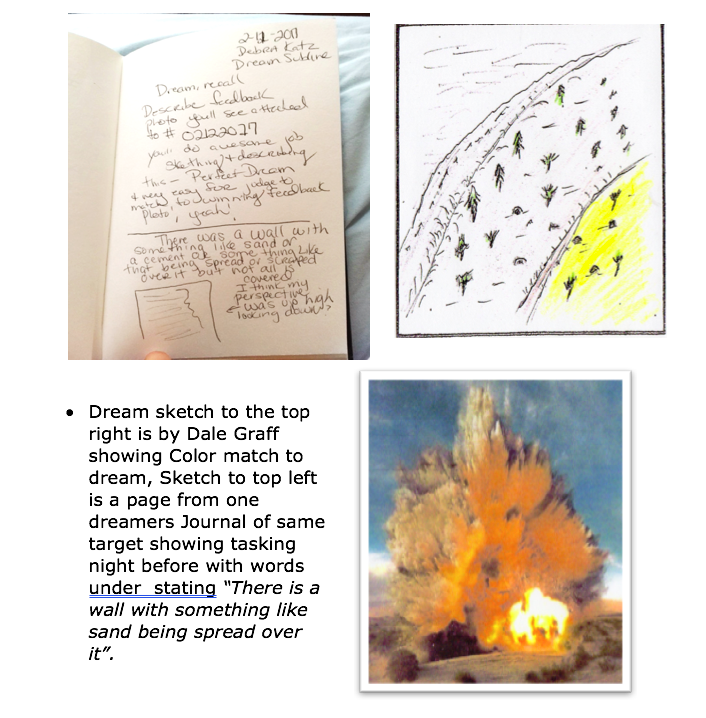 2-12-2017
Debra Katz
Dream Sublime
Dream, recall
Describe feedback
photo you'll see attached
to # 02122017
you'll do awesome job
sketching + describing
this - Perfect Dream
+ very easy for judge to
match, to winning feedback
photo, yeah!
There was a wall with
something like sand or
a cement or some thing like
that being spread or scraped
over it but not all is
covered
I think my
perspective
was up high
looking down
• Dream sketch to the top
right is by Dale Graff
showing Color match to
dream, Sketch to top left
is a page from one
dreamers Journal of same
target showing tasking
night before with words
under stating “There is a
wall with something like
sand being spread over
it”.